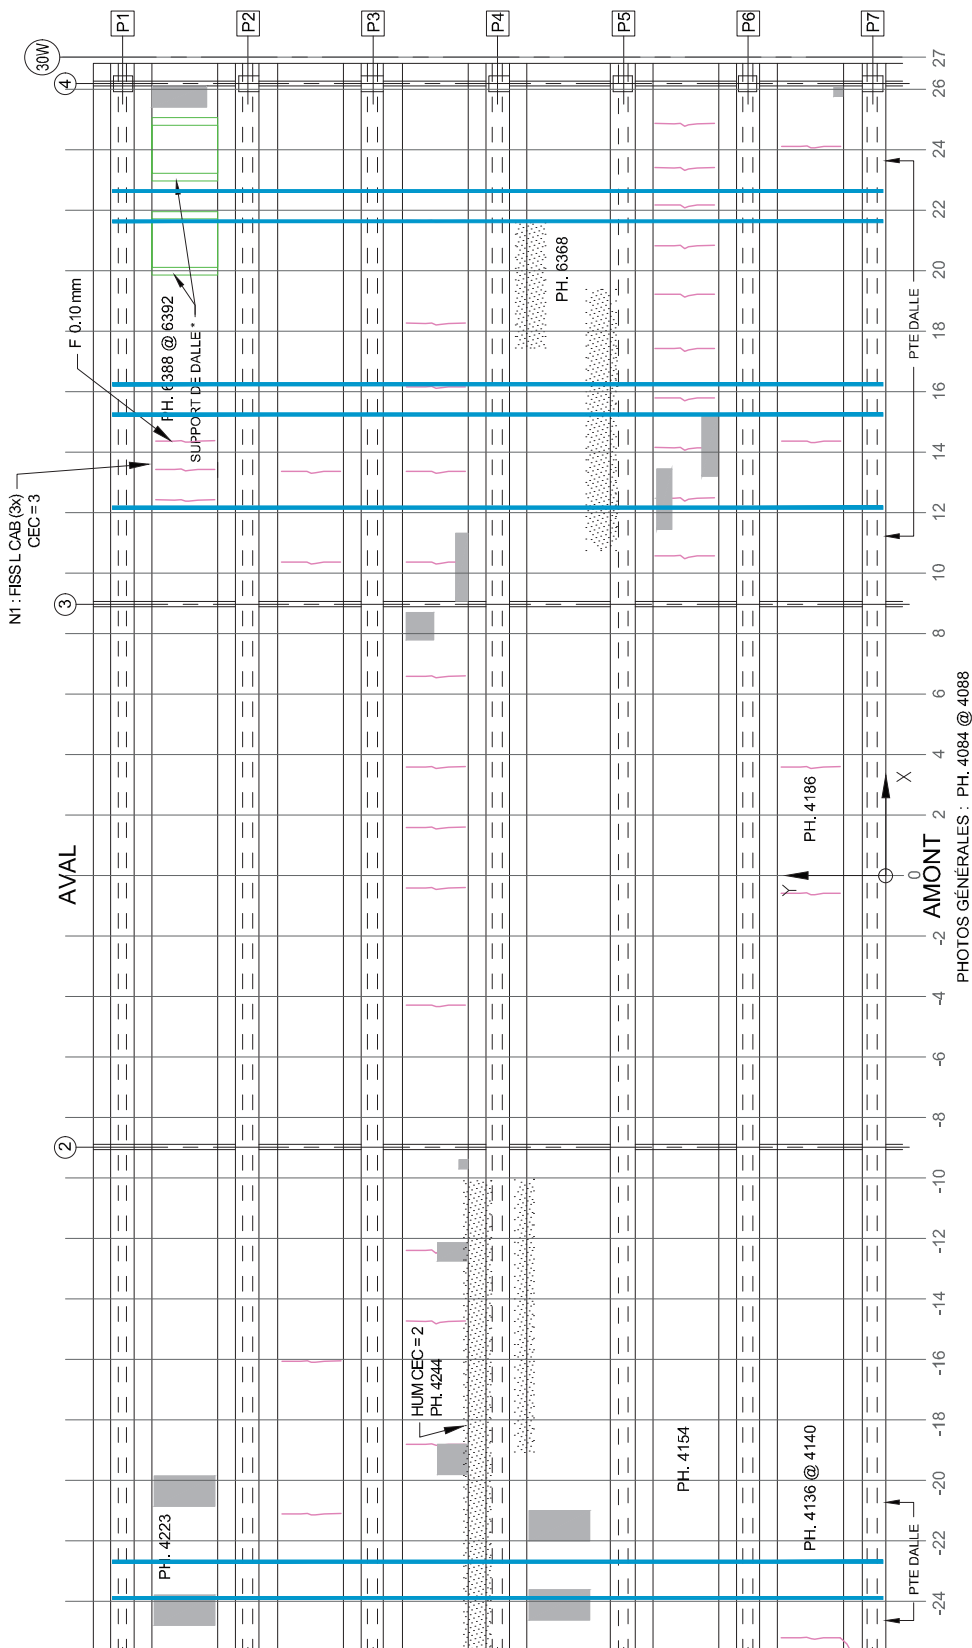 30W
4
P1
P2
P3
P4
P5
P6
P7
27
26
24
22
20
18
16
14
12
10
8
6
4
2
0
-2
-4
-6
-8
-10
-12
-14
-16
-18
-20
-22
-24
N1 : FISS L CAB (3x)
CEC = 3
F 0.10 mm
PH. 6388 @ 6392
SUPPORT DE DALLE *
PH. 6368
PTE DALLE
3
AVAL
PH. 4186
X
Y
AMONT
PHOTOS GÉNÉRALES : PH. 4084 @ 4088
2
HUM CEC = 2
PH. 4244
PH. 4154
PH. 4136 @ 4140
PH. 4223
PTE DALLE